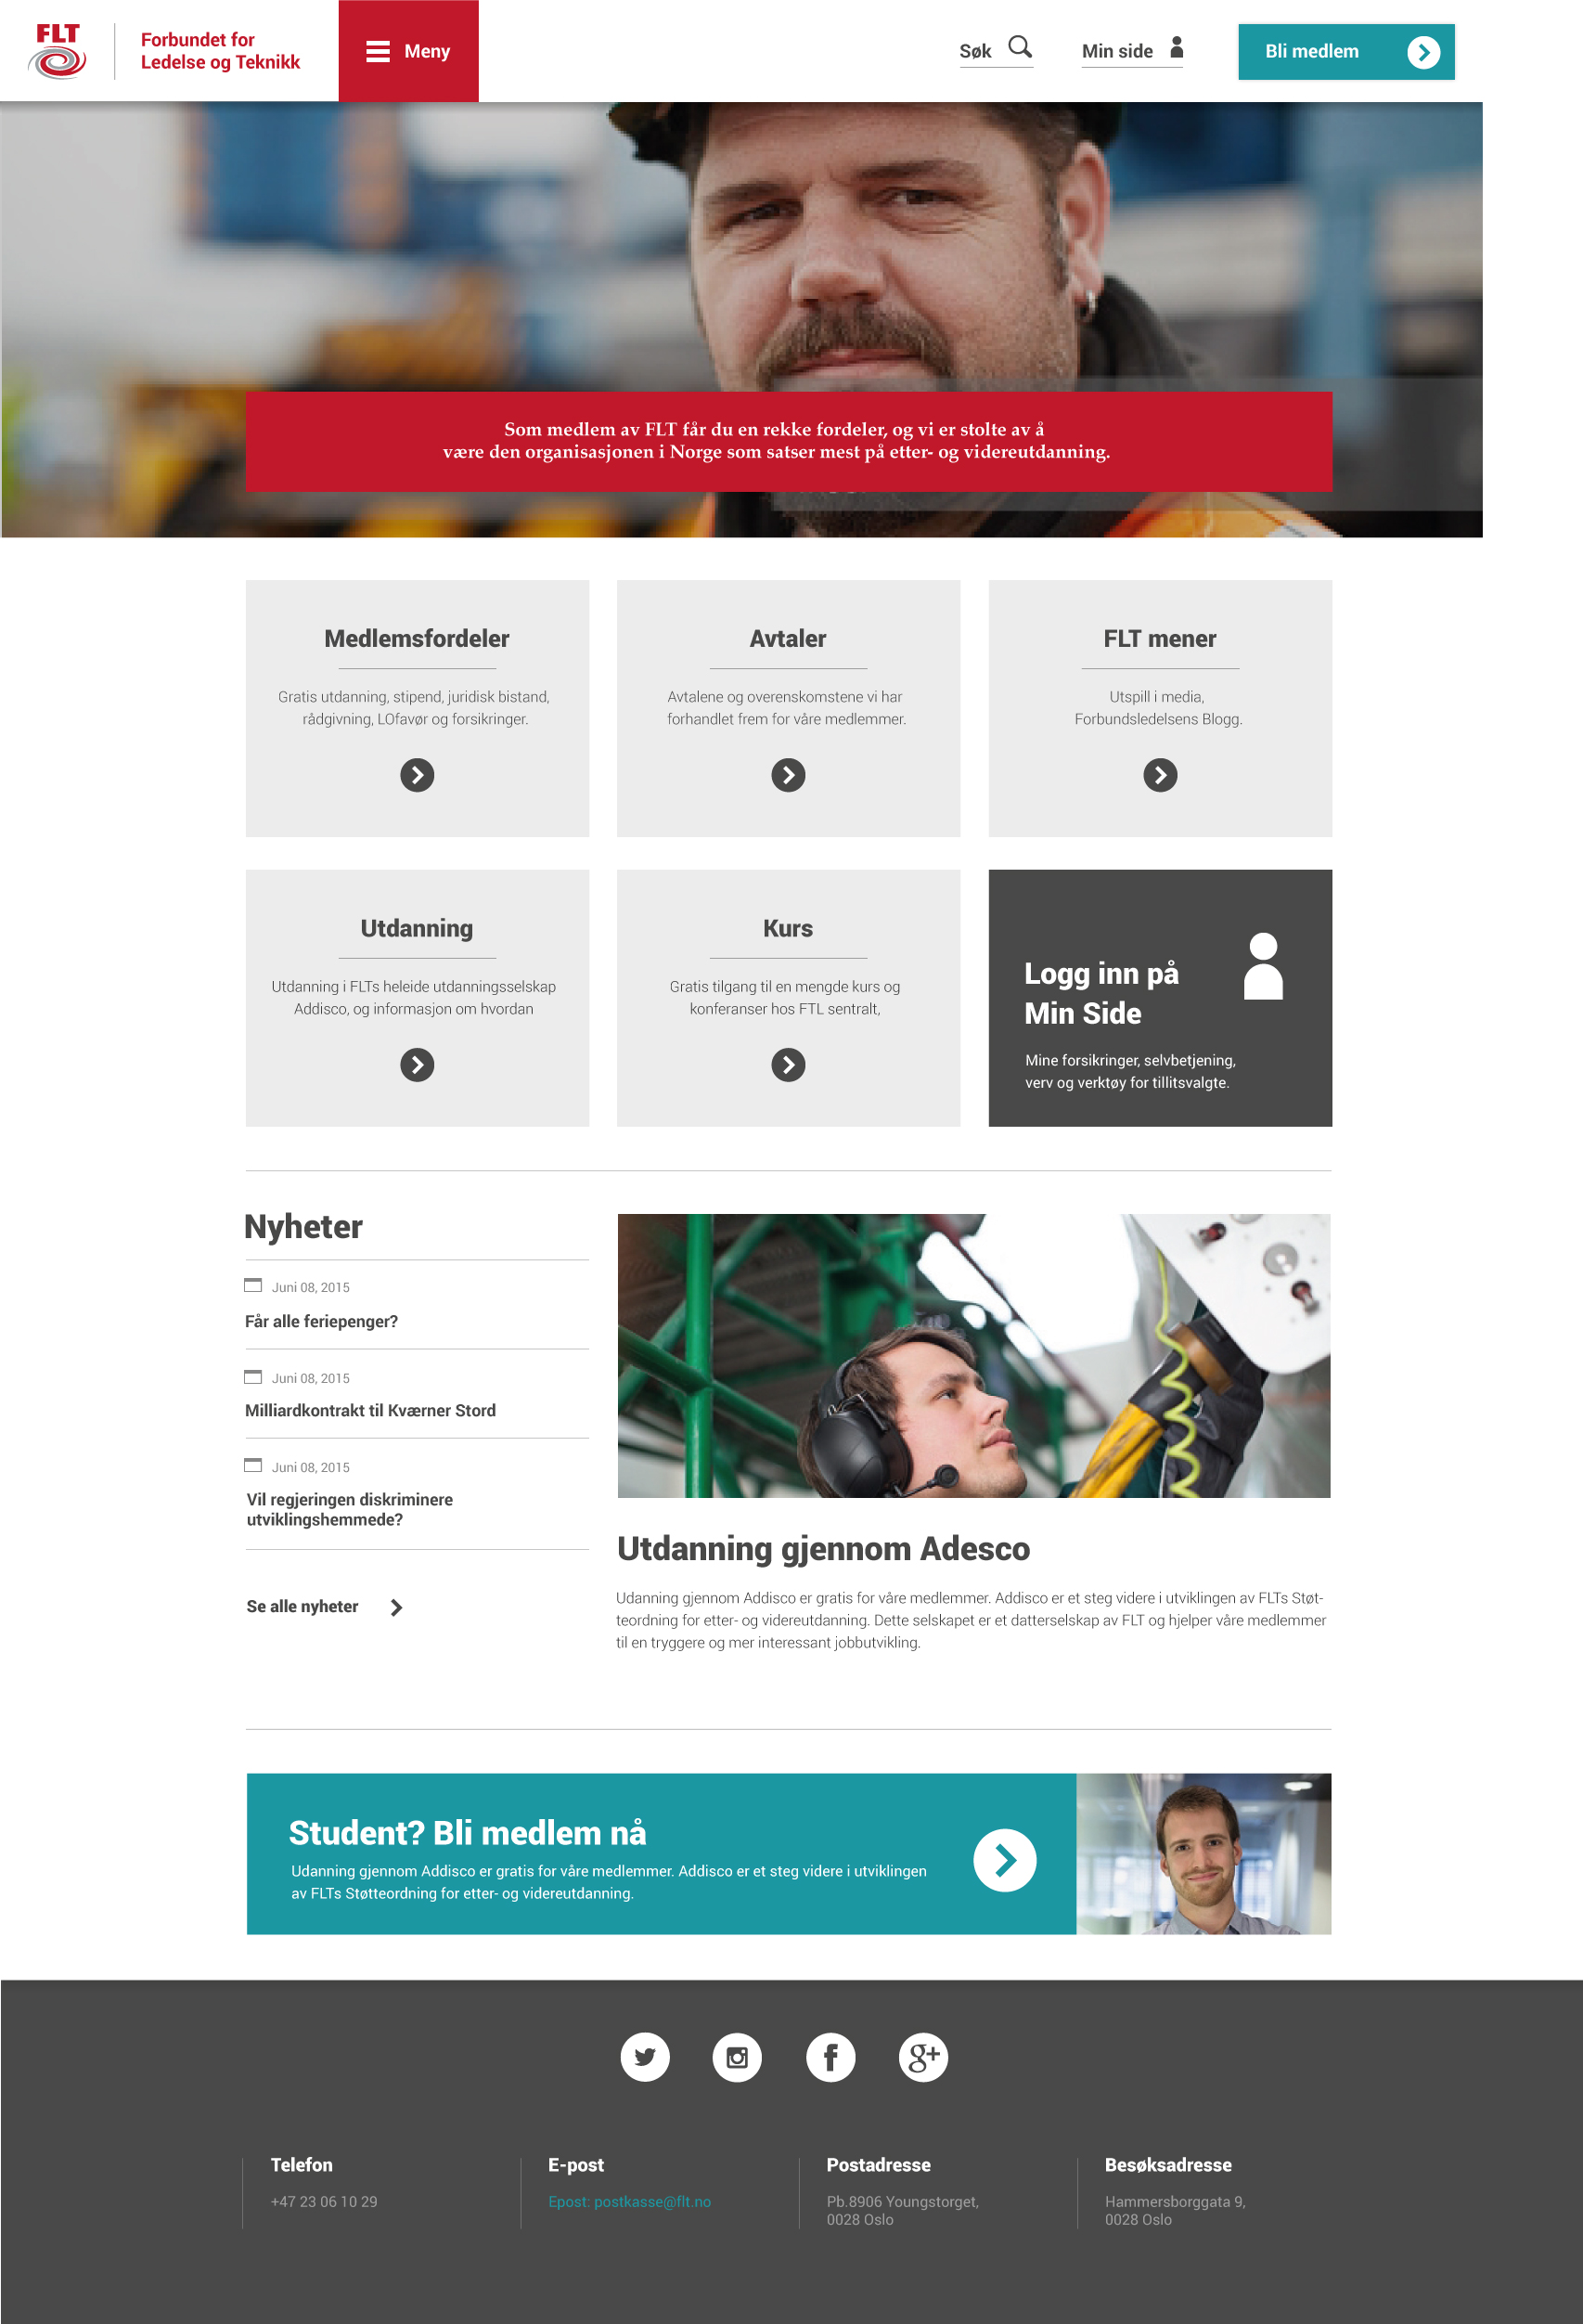 FLT
Forbundet for
Ledelse og Teknikk
Meny
Søk
Min side
Bli medlem
Som medlem av FLT får du en rekke fordeler, og vi er stolte av å
være den organisasjonen i Norge som satser mest på etter- og videreutdanning.
Medlemsfordeler
Gratis utdanning, stipend, juridisk bistand,
rådgivning, LOfavør og forsikringer.
Avtaler
Avtalene og overenskomstene vi har
forhandlet frem for våre medlemmer.
FLT mener
Utspill i media,
Forbundsledelsens Blogg.
Utdanning
Utdanning i FLTs heleide utdanningsselskap
Addisco, og informasjon om hvordan
Kurs
Gratis tilgang til en mengde kurs og
konferanser hos FTL sentralt,
Logg inn på
Min Side
Mine forsikringer, selvbetjening,
verv og verktøy for tillitsvalgte.
Nyheter
Juni 08, 2015
Får alle feriepenger?
Juni 08, 2015
Milliardkontrakt til Kværner Stord
Juni 08, 2015
Vil regjeringen diskriminere
utviklingshemmede?
Se alle nyheter
Utdanning gjennom Adesco
Udanning gjennom Addisco er gratis for våre medlemmer. Addisco er et steg videre i utviklingen av FLTs Støt-
teordning for etter- og videreutdanning. Dette selskapet er et datterselskap av FLT og hjelper våre medlemmer
til en tryggere og mer interessant jobbutvikling.
Student? Bli medlem nå
Udanning gjennom Addisco er gratis for våre medlemmer. Addisco er et steg videre i utviklingen
av FLTs Støtteordning for etter- og videreutdanning.
g+
Telefon
+47 23 06 10 29
E-post
Epost: postkasse@flt.no
Postadresse
Pb.8906 Youngstorget,
0028 Oslo
Besøksadresse
Hammersborggata 9,
0028 Oslo